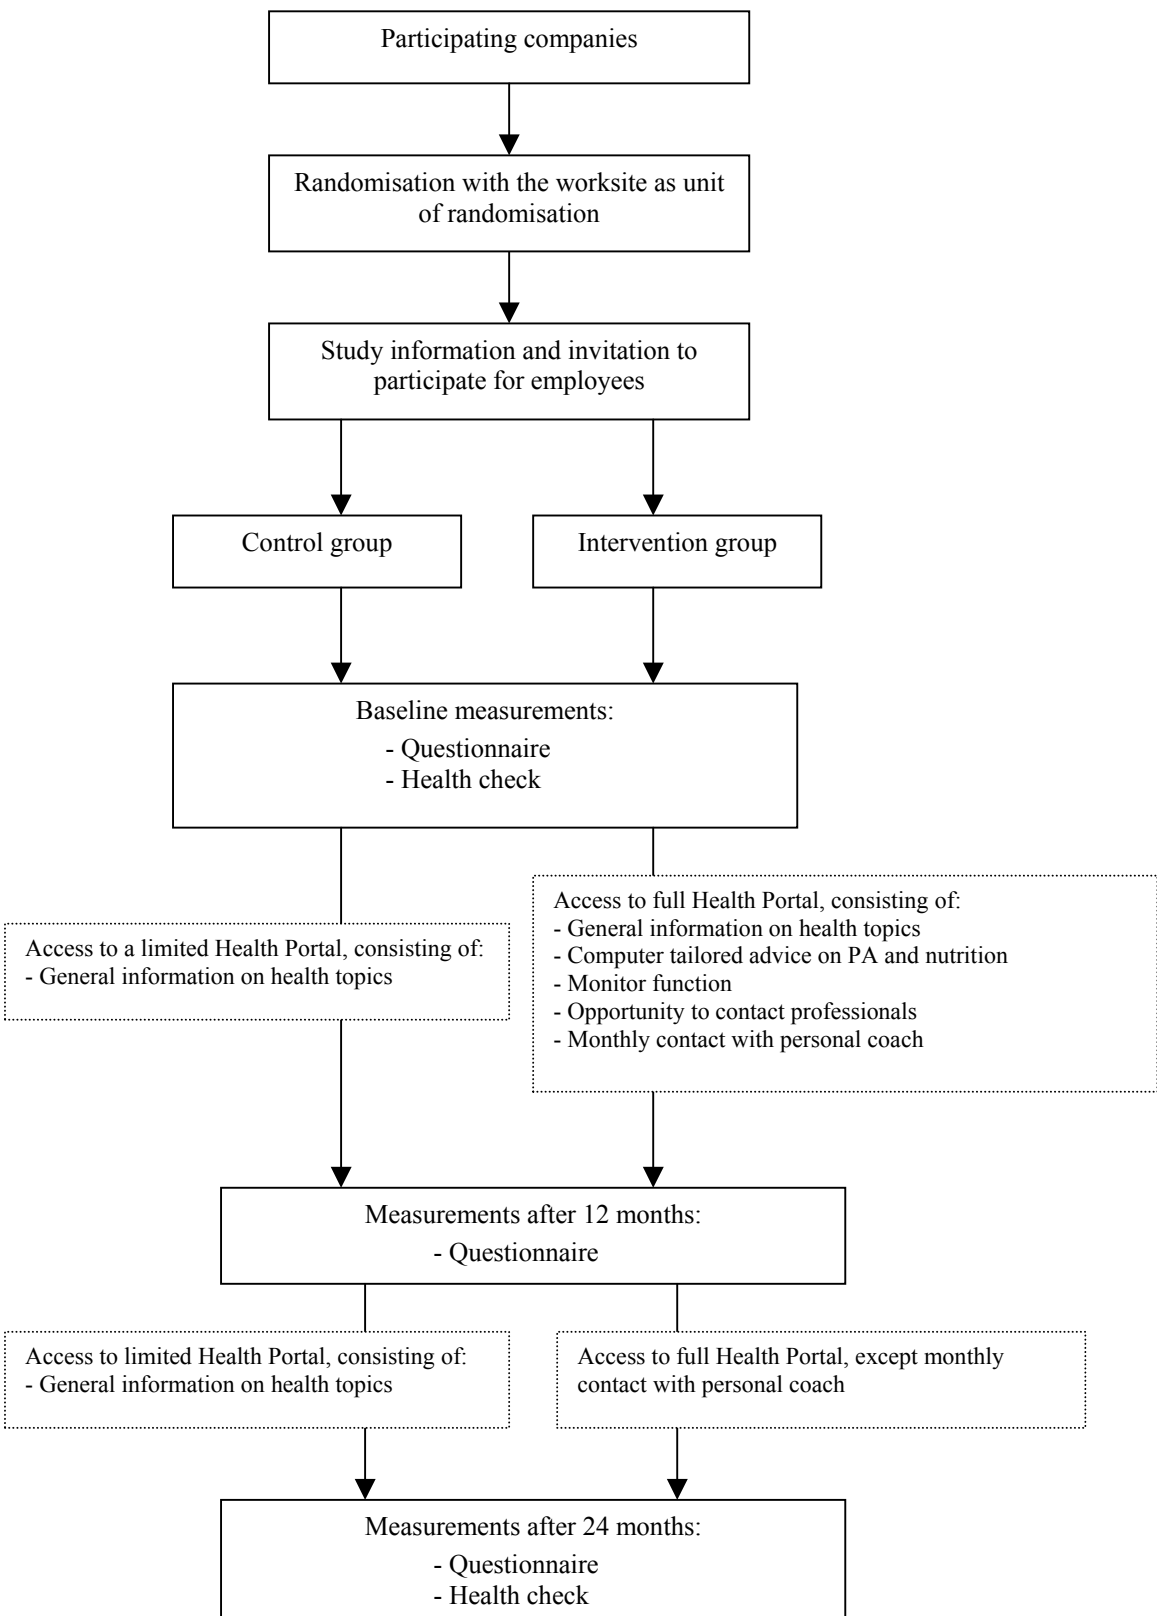 Participating companies
Randomisation with the worksite as unit
of randomisation
Study information and invitation to
participate for employees
Control group
Intervention group
Baseline measurements:
- Questionnaire
- Health check
Access to a limited Health Portal, consisting of:
- General information on health topics
Access to full Health Portal, consisting of:
- General information on health topics
- Computer tailored advice on PA and nutrition
- Monitor function
- Opportunity to contact professionals
- Monthly contact with personal coach
Measurements after 12 months:
- Questionnaire
Access to limited Health Portal, consisting of:
- General information on health topics
Access to full Health Portal, except monthly
contact with personal coach
Measurements after 24 months:
- Questionnaire
- Health check